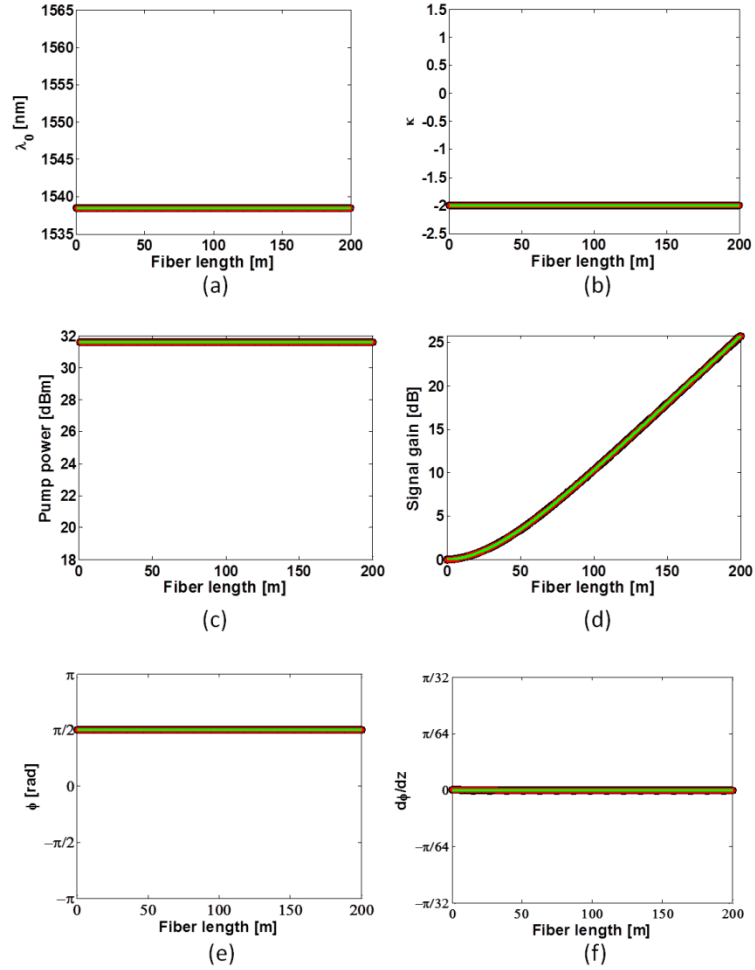 1565
1560
1555
1550
1545
1540
1535
λ₀ [nm]
0 50 100 150 200
Fiber length [m]
(a)
1.5
1
0.5
0
-0.5
-1
-1.5
-2
-2.5
κ
0 50 100 150 200
Fiber length [m]
(b)
32
30
28
26
24
22
20
18
Pump power [dBm]
0 50 100 150 200
Fiber length [m]
(c)
25
20
15
10
5
0
Signal gain [dB]
0 50 100 150 200
Fiber length [m]
(d)
π
π/2
0
−π/2
−π
ϕ [rad]
0 50 100 150 200
Fiber length [m]
(e)
π/32
π/64
0
−π/64
−π/32
dϕ/dz
0 50 100 150 200
Fiber length [m]
(f)